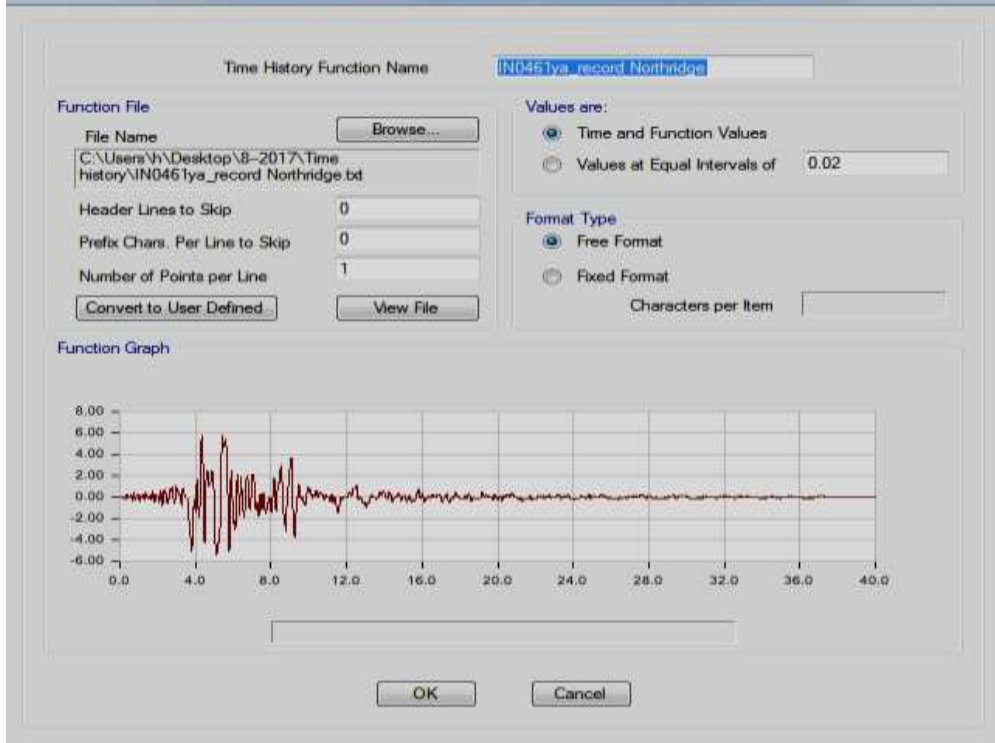 Time History Function Name
IN0461ya_record Northridge
Function File
File Name
Browse...
C:\Users\h\Desktop\8-2017\Time
history\IN0461ya_record Northridge.txt
Header Lines to Skip
0
Prefix Chars. Per Line to Skip
0
Number of Points per Line
1
Convert to User Defined
View File
Values are:
Time and Function Values
Values at Equal Intervals of
0.02
Format Type
Free Format
Fixed Format
Characters per Item
Function Graph
8.00
6.00
4.00
2.00
0.00
-2.00
-4.00
-6.00
0.0 4.0 8.0 12.0 16.0 20.0 24.0 28.0 32.0 36.0 40.0
OK
Cancel